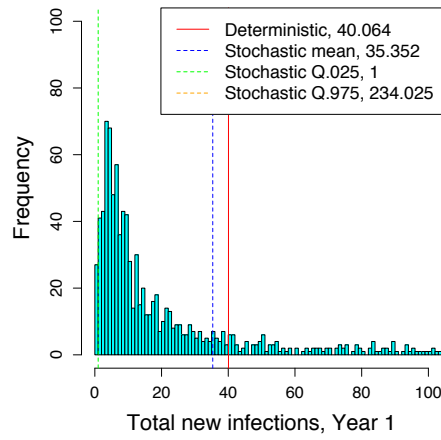 Deterministic, 40.064
Stochastic mean, 35.352
Stochastic Q.025, 1
Stochastic Q.975, 234.025
100
80
60
40
20
0
Frequency
0 20 40 60 80 100
Total new infections, Year 1